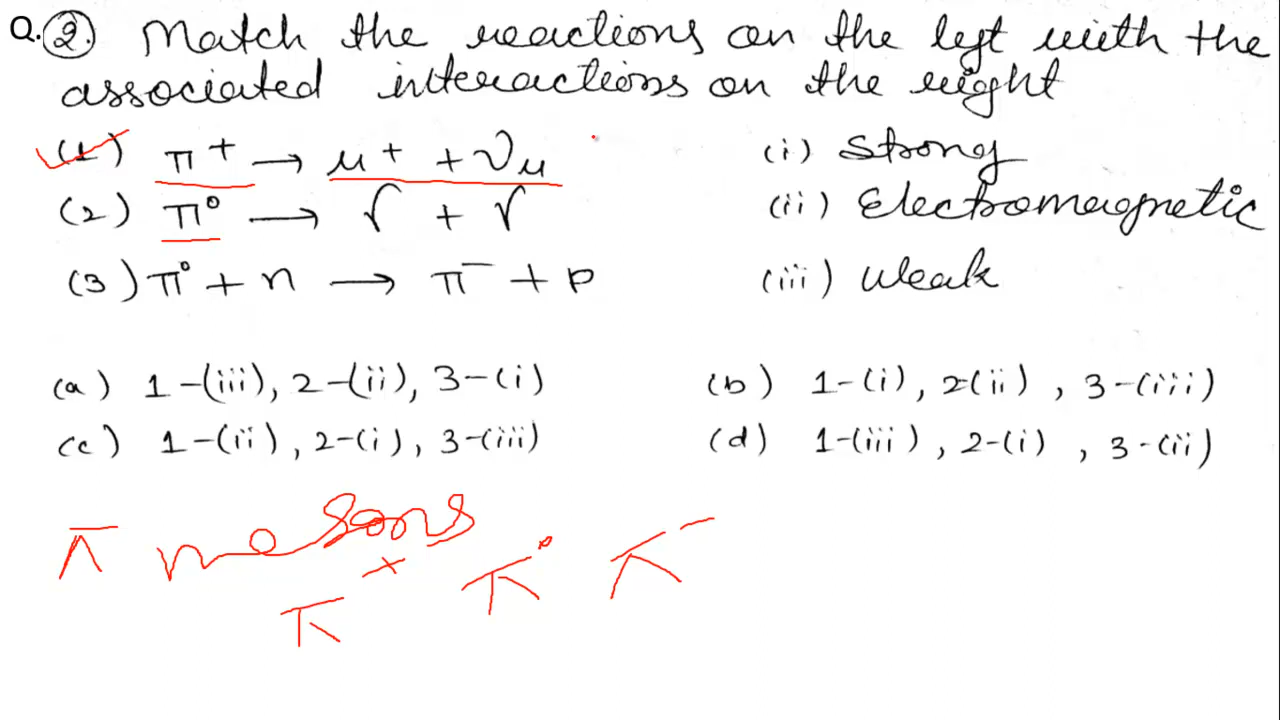 Q. (2.) Match the reactions on the left with the
associated interactions on the right
(1) π⁺ → μ⁺ + νμ (i) Strong
(2) π⁰ → γ + γ (ii) Electromagnetic
(3) π⁰ + n → π⁻ + p (iii) Weak
(a) 1-(iii), 2-(ii), 3-(i) (b) 1-(i), 2(ii), 3-(iii)
(c) 1-(ii), 2-(i), 3-(iii) (d) 1-(iii), 2-(i), 3-(ii)
π mesons
π⁺ π⁰ π⁻